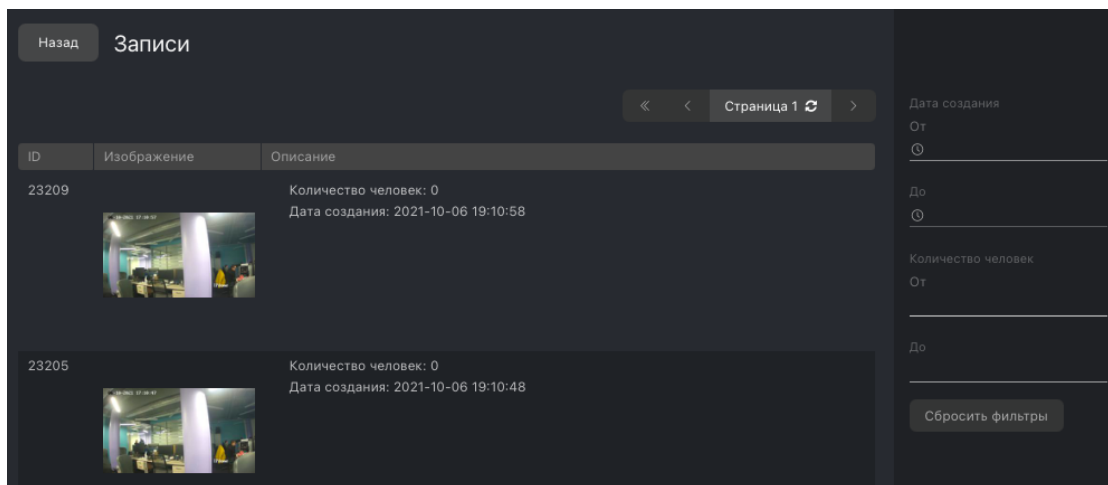 Назад Записи
Страница 1
ID Изображение Описание
23209
Количество человек: 0
Дата создания: 2021-10-06 19:10:58
23205
Количество человек: 0
Дата создания: 2021-10-06 19:10:48
Дата создания
От
До
Количество человек
От
До
Сбросить фильтры